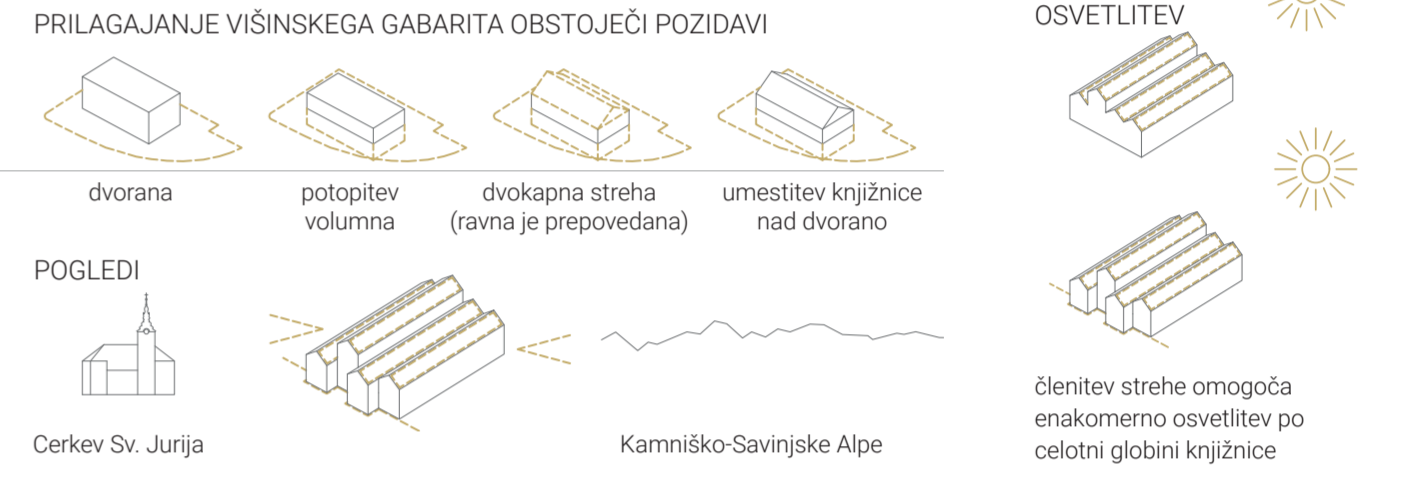 PRILAGAJANJE VIŠINSKEGA GABARITA OBSTOJEČI POZIDAVI
dvorana
potopitev
volumna
dvokapna streha
(ravna je prepovedana)
umestitev knjižnice
nad dvorano
POGLEDI
Cerkev Sv. Jurija
Kamniško-Savinjske Alpe
OSVETLITEV
členitev strehe omogoča
enakomerno osvetlitev po
celotni globini knjižnice